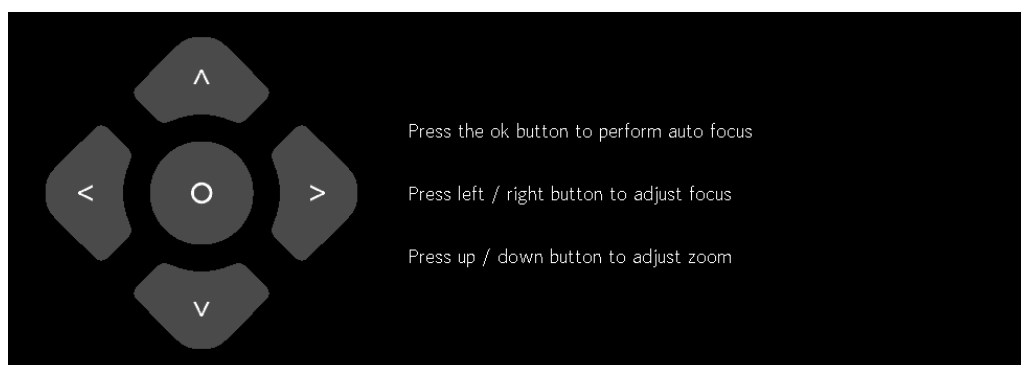 Press the ok button to perform auto focus
Press left / right button to adjust focus
Press up / down button to adjust zoom